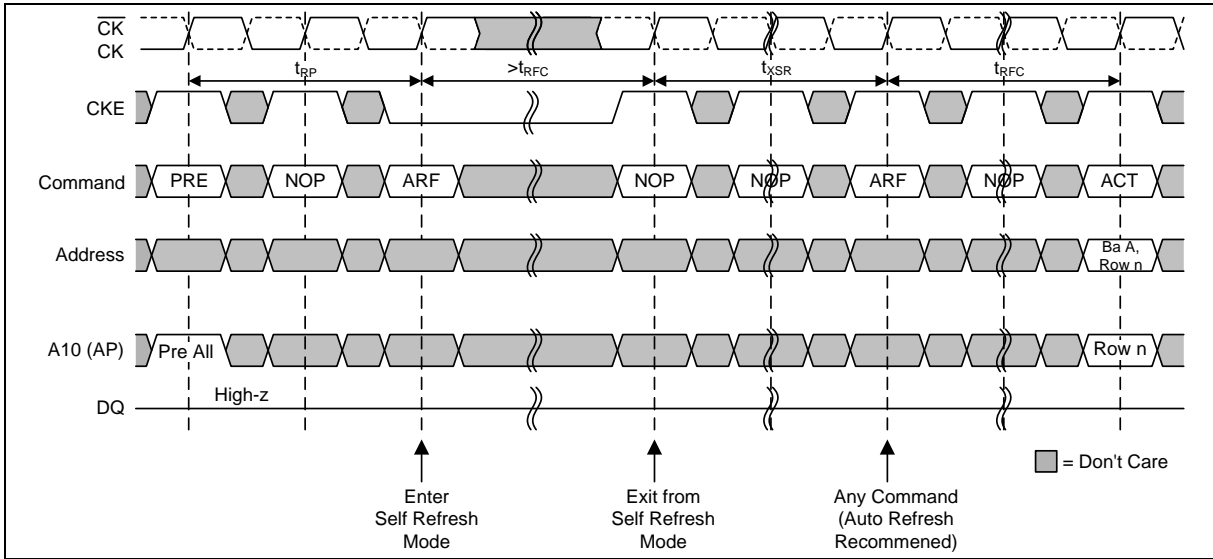 CK
CK
tRP
>tRFC
tXSR
tRFC
CKE
Command
PRE
NOP
ARF
NOP
NOP
ARF
NOP
ACT
Address
Ba A,
Row n
A10 (AP)
Pre All
Row n
High-z
DQ
= Don't Care
Enter
Self Refresh
Mode
Exit from
Self Refresh
Mode
Any Command
(Auto Refresh
Recommened)